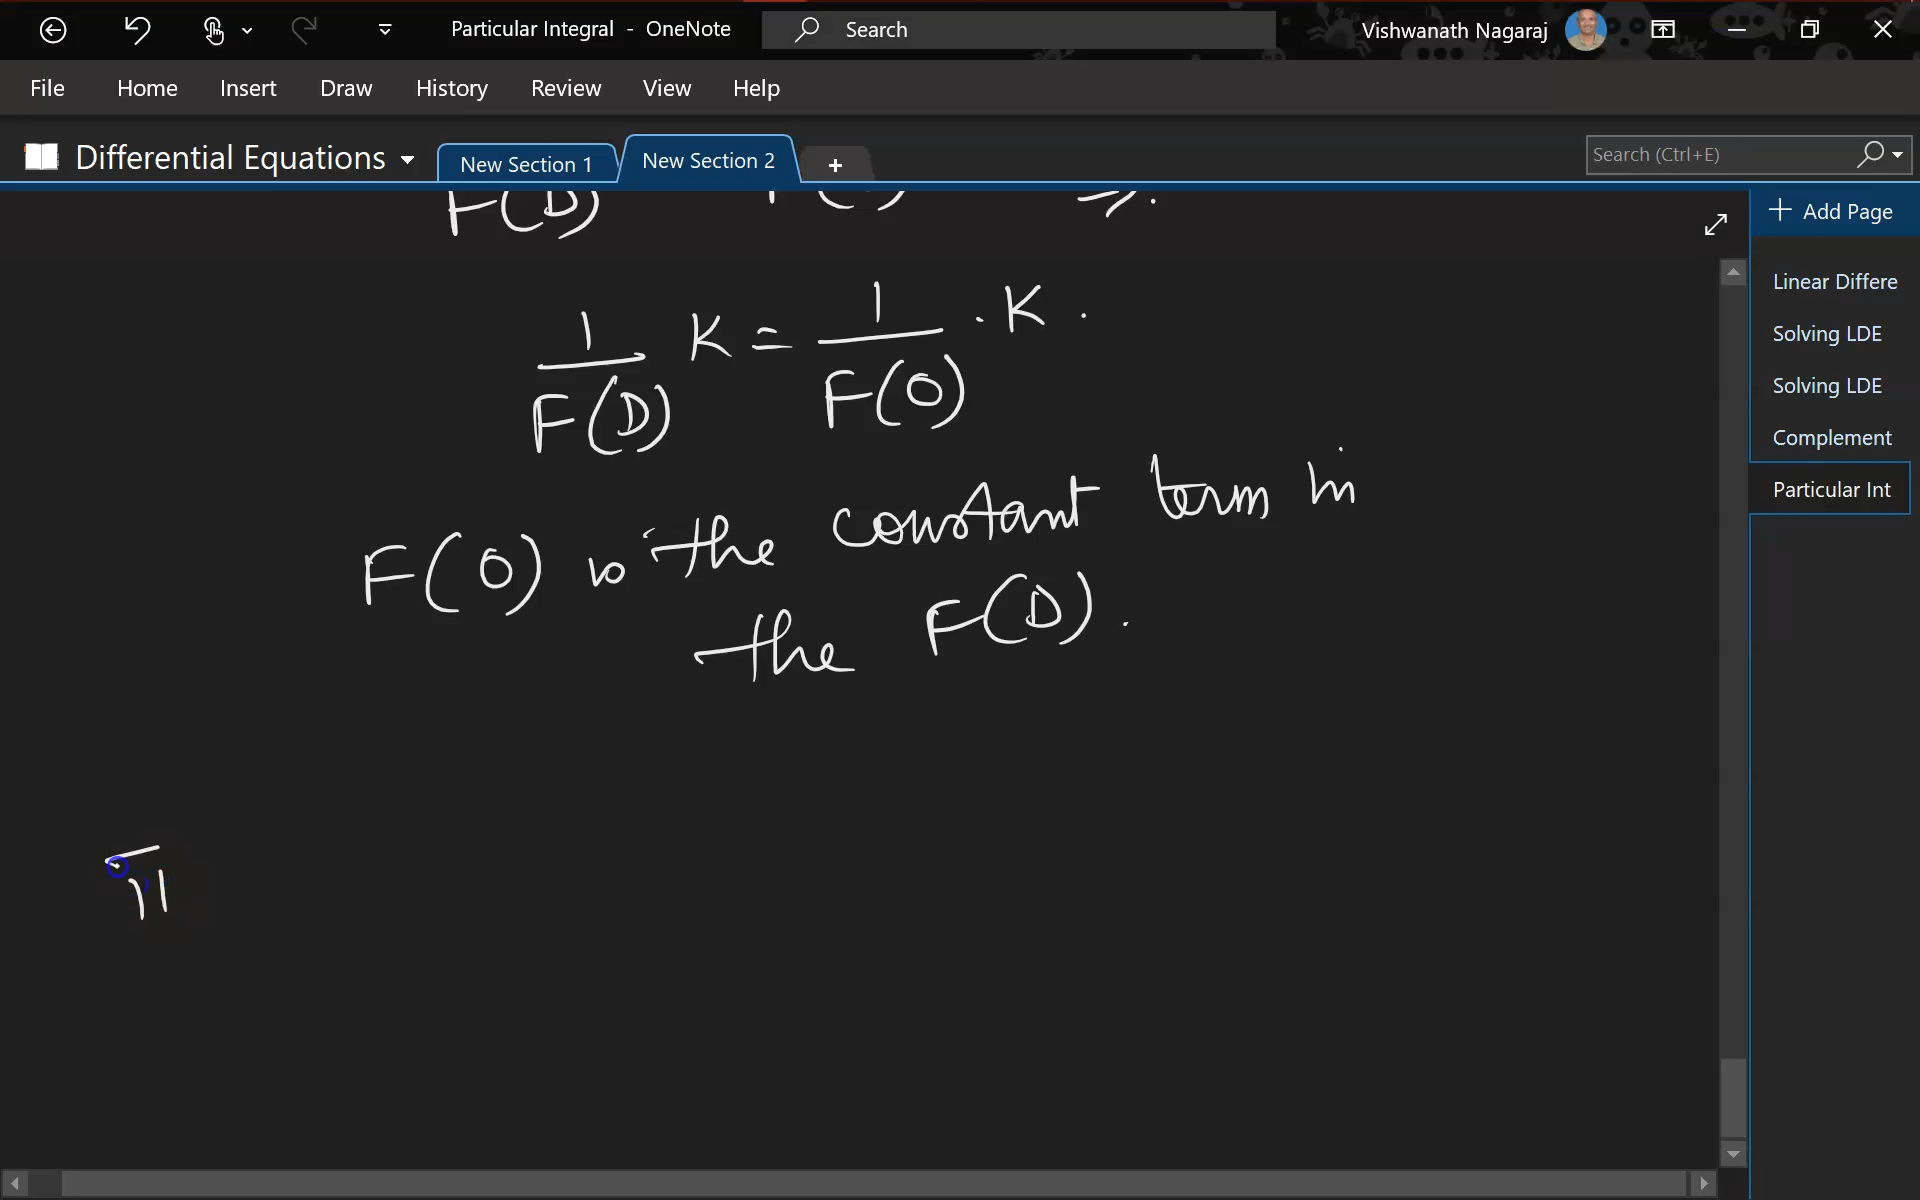 Particular Integral - OneNote
Search
Vishwanath Nagaraj
File Home Insert Draw History Review View Help
Differential Equations
New Section 1
New Section 2
+
Search (Ctrl+E)
+ Add Page
Linear Differe
Solving LDE
Solving LDE
Complement
Particular Int
F(D)
1/F(D) K = 1/F(0) . K .
F(0) is the constant term in
the F(D) .